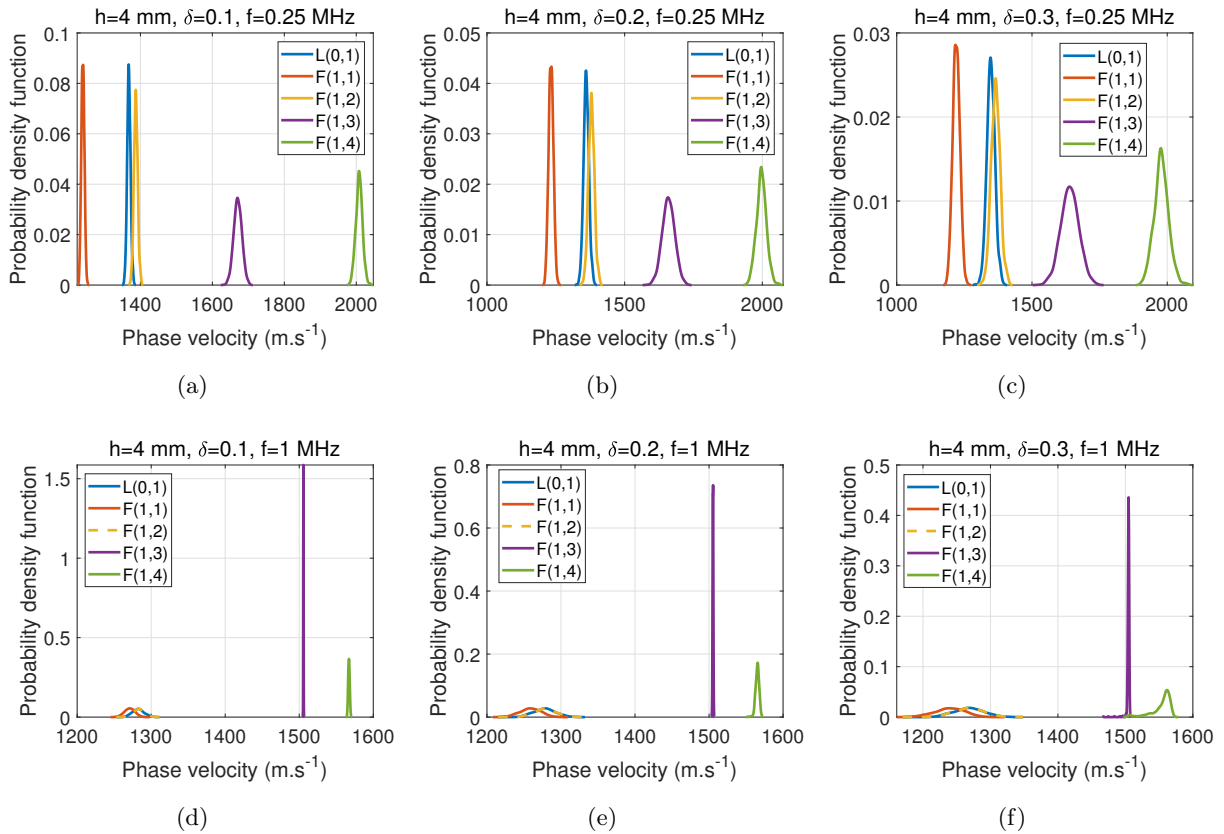 h=4 mm, δ=0.1, f=0.25 MHz
Probability density function
0.1
0.08
0.06
0.04
0.02
0
L(0,1)
F(1,1)
F(1,2)
F(1,3)
F(1,4)
1400
1600
1800
2000
Phase velocity (m.s⁻¹)
(a)
h=4 mm, δ=0.2, f=0.25 MHz
Probability density function
0.05
0.04
0.03
0.02
0.01
0
L(0,1)
F(1,1)
F(1,2)
F(1,3)
F(1,4)
1000
1500
2000
Phase velocity (m.s⁻¹)
(b)
h=4 mm, δ=0.3, f=0.25 MHz
Probability density function
0.03
0.02
0.01
0
L(0,1)
F(1,1)
F(1,2)
F(1,3)
F(1,4)
1000
1500
2000
Phase velocity (m.s⁻¹)
(c)
h=4 mm, δ=0.1, f=1 MHz
Probability density function
1.5
1
0.5
0
L(0,1)
F(1,1)
F(1,2)
F(1,3)
F(1,4)
1200
1300
1400
1500
1600
Phase velocity (m.s⁻¹)
(d)
h=4 mm, δ=0.2, f=1 MHz
Probability density function
0.8
0.6
0.4
0.2
0
L(0,1)
F(1,1)
F(1,2)
F(1,3)
F(1,4)
1200
1300
1400
1500
1600
Phase velocity (m.s⁻¹)
(e)
h=4 mm, δ=0.3, f=1 MHz
Probability density function
0.5
0.4
0.3
0.2
0.1
0
L(0,1)
F(1,1)
F(1,2)
F(1,3)
F(1,4)
1200
1300
1400
1500
1600
Phase velocity (m.s⁻¹)
(f)